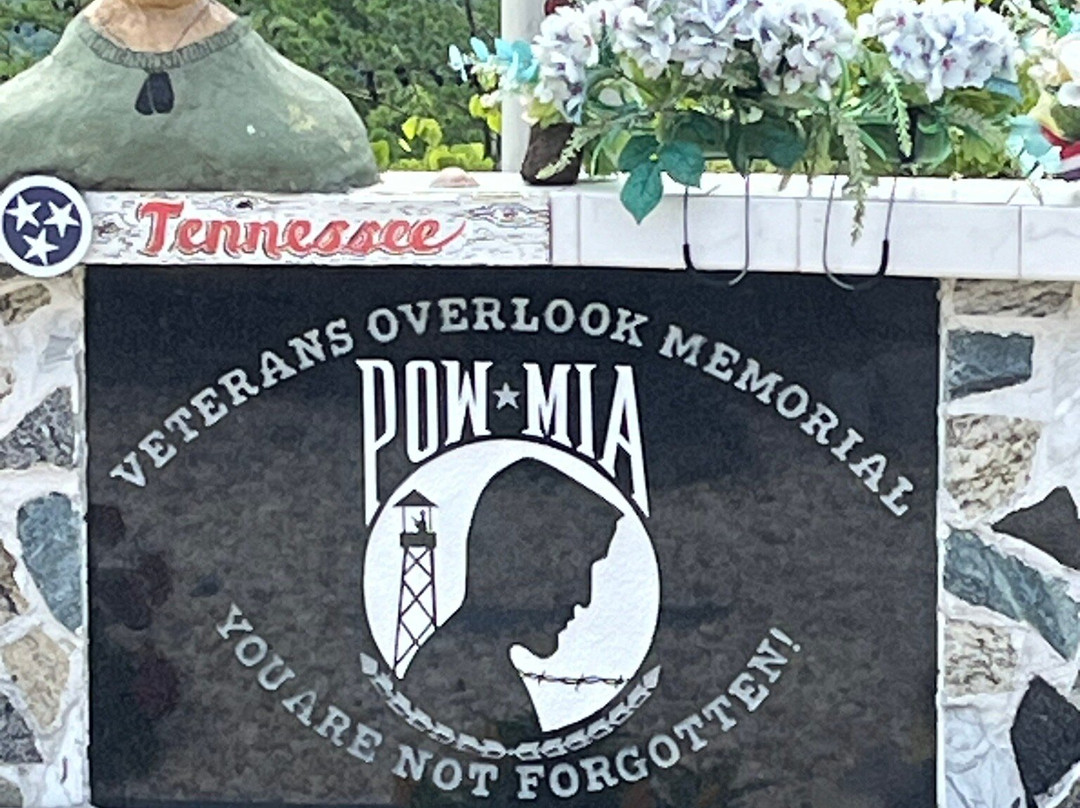 Tennessee
VETERANS OVERLOOK MEMORIAL
POW★MIA
YOU ARE NOT FORGOTTEN!